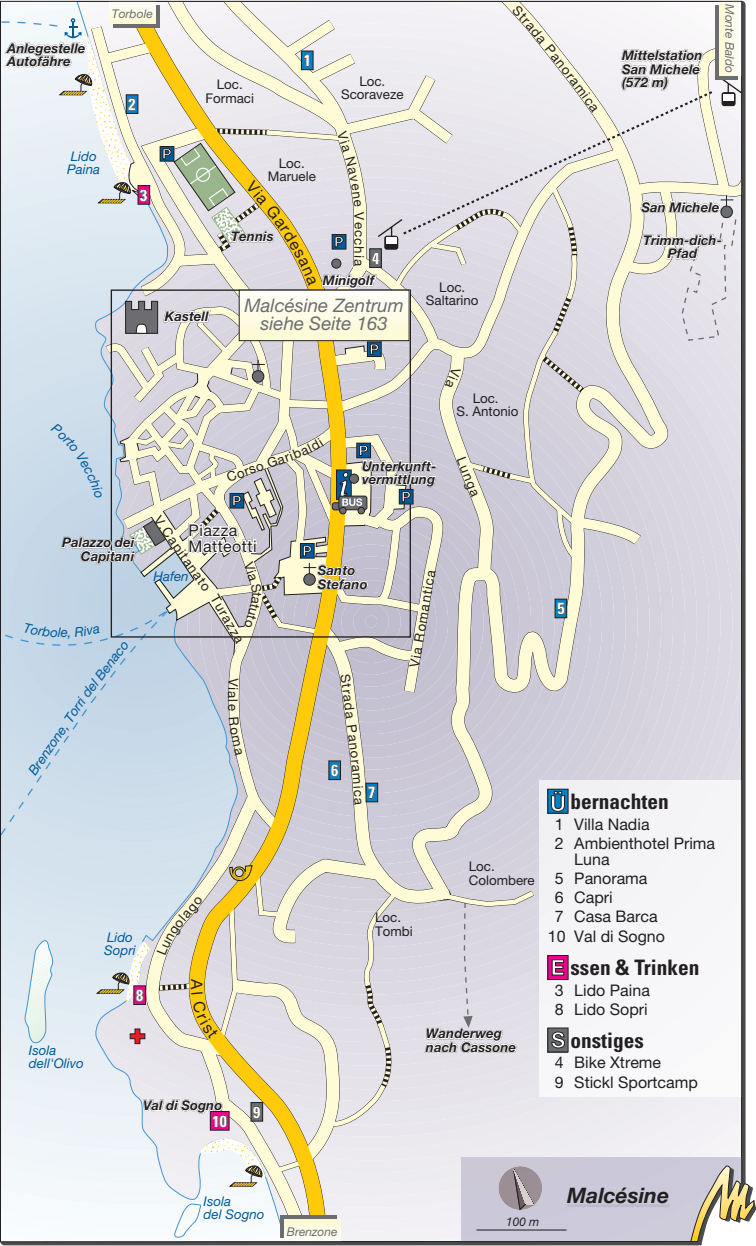 Torbole
Monte Baldo
Anlegestelle
Autofähre
1
Loc.
Formaci
Loc.
Scoraveze
Strada Panoramica
Mittelstation
San Michele
(572 m)
2
Lido
Paina
P
3
Loc.
Maruele
Via Navene Vecchia
Via Gardesana
Tennis
P
4
Minigolf
San Michele
Trimm-dich-
Pfad
Loc.
Saltarino
Kastell
Malcésine Zentrum
siehe Seite 163
P
Via Lunga
Loc.
S. Antonio
Porto Vecchio
Corso Garibaldi
P
i
Unterkunft-
vermittlung
BUS
P
P
Palazzo dei
Capitani
V. Capitanato
Piazza
Matteotti
P
Hafen
Santo
Stefano
Via Statuto
Turazza
Via Romantica
5
Torbole, Riva
Brenzone, Torri del Benaco
Viale Roma
Strada Panoramica
6
7
Loc.
Colombere
Loc.
Tombi
Lungolago
Lido
Sopri
8
Al Crist
Isola
dell'Olivo
Wanderweg
nach Cassone
Val di Sogno
9
10
Isola
del Sogno
Brenzone
Übernachten
1 Villa Nadia
2 Ambienthotel Prima
Luna
5 Panorama
6 Capri
7 Casa Barca
10 Val di Sogno
Essen & Trinken
3 Lido Paina
8 Lido Sopri
Sonstiges
4 Bike Xtreme
9 Stickl Sportcamp
100 m
Malcésine